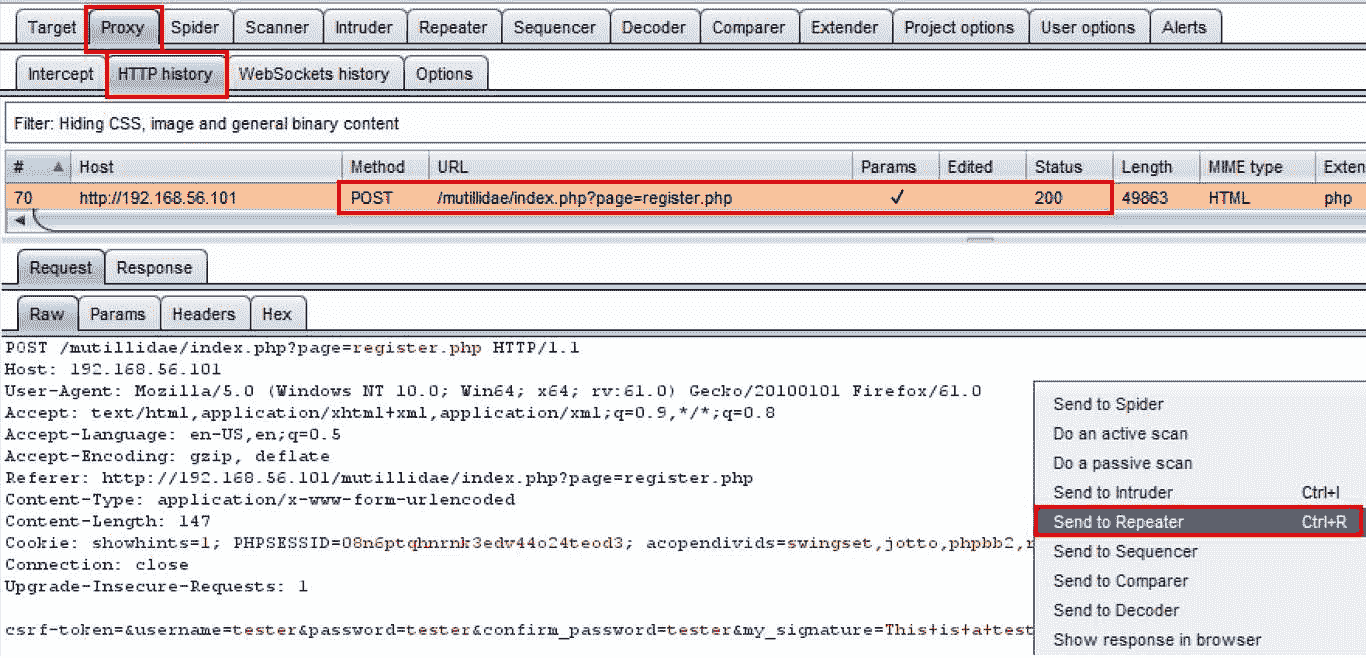 Target Proxy Spider Scanner Intruder Repeater Sequencer Decoder Comparer Extender Project options User options Alerts
Intercept HTTP history WebSockets history Options
Filter: Hiding CSS, image and general binary content
# Host Method URL Params Edited Status Length MIME type Exten
70 http://192.168.56.101 POST /mutillidae/index.php?page=register.php ✓ 200 49863 HTML php
Request Response
Raw Params Headers Hex
POST /mutillidae/index.php?page=register.php HTTP/1.1
Host: 192.168.56.101
User-Agent: Mozilla/5.0 (Windows NT 10.0; Win64; x64; rv:61.0) Gecko/20100101 Firefox/61.0
Accept: text/html,application/xhtml+xml,application/xml;q=0.9,*/*;q=0.8
Accept-Language: en-US,en;q=0.5
Accept-Encoding: gzip, deflate
Referer: http://192.168.56.101/mutillidae/index.php?page=register.php
Content-Type: application/x-www-form-urlencoded
Content-Length: 147
Cookie: showhints=1; PHPSESSID=08n6ptqhnrnk3edv44o24teod3; acopendivids=swingset,jotto,phpbb2,r
Connection: close
Upgrade-Insecure-Requests: 1
csrf-token=&username=tester&password=tester&confirm_password=tester&my_signature=This+is+a+test
Send to Spider
Do an active scan
Do a passive scan
Send to Intruder Ctrl+I
Send to Repeater Ctrl+R
Send to Sequencer
Send to Comparer
Send to Decoder
Show response in browser